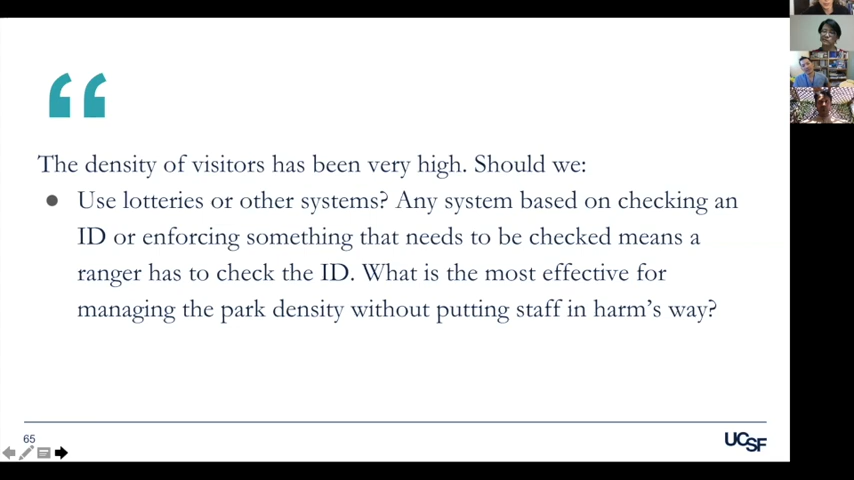 The density of visitors has been very high. Should we:
● Use lotteries or other systems? Any system based on checking an
ID or enforcing something that needs to be checked means a
ranger has to check the ID. What is the most effective for
managing the park density without putting staff in harm’s way?
65
UCSF